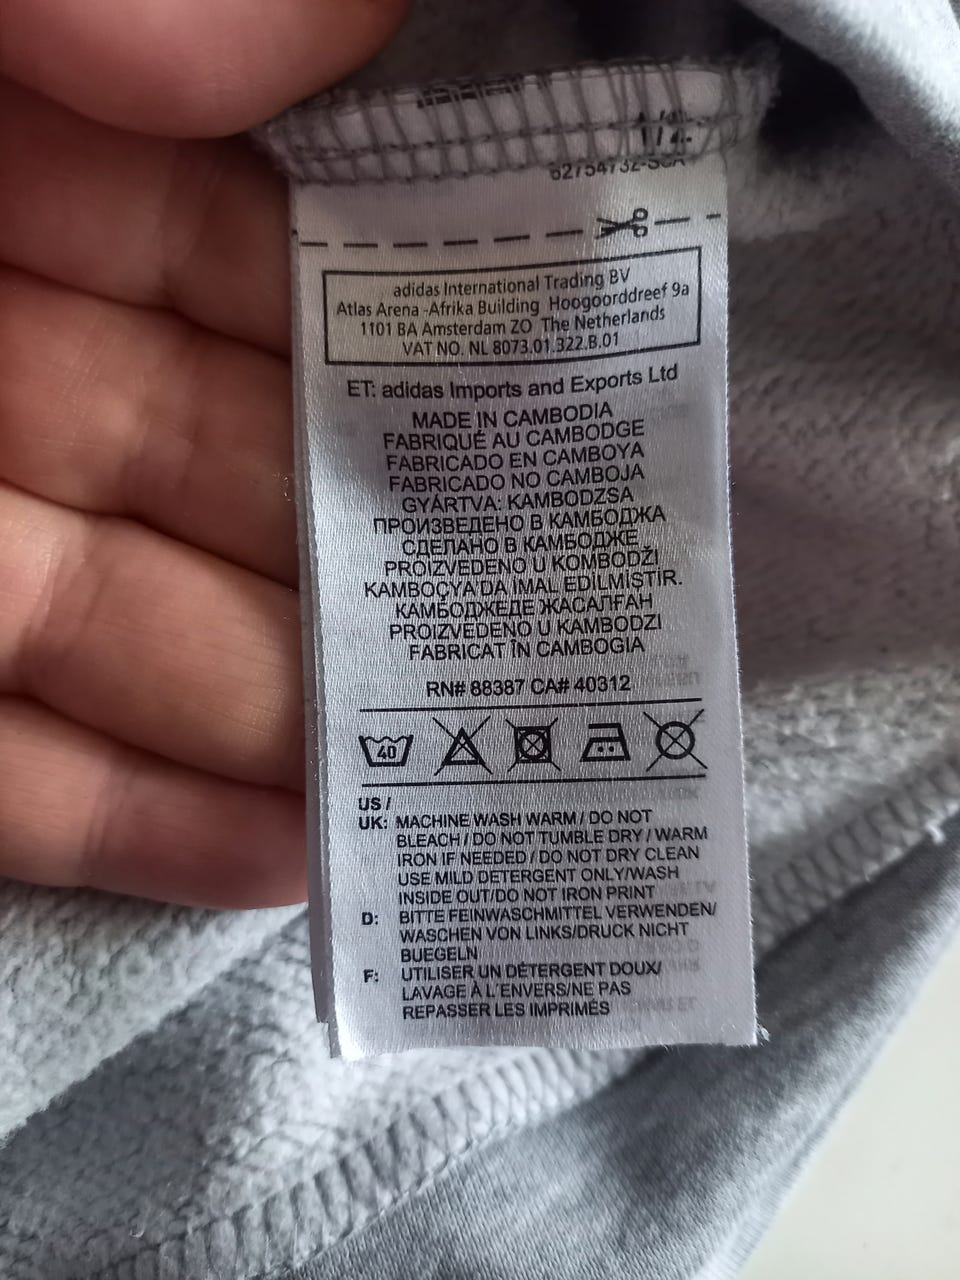 1/2.
62754732-SCA
adidas International Trading BV
Atlas Arena -Afrika Building Hoogoorddreef 9a
1101 BA Amsterdam ZO The Netherlands
VAT NO. NL 8073.01.322.B.01
ET: adidas Imports and Exports Ltd
MADE IN CAMBODIA
FABRIQUÉ AU CAMBODGE
FABRICADO EN CAMBOYA
FABRICADO NO CAMBOJA
GYÁRTVA: KAMBODZSA
ПРОИЗВЕДЕНО В КАМБОДЖА
СДЕЛАНО В КАМБОДЖЕ
PROIZVEDENO U KOMBODŽI
KAMBOÇYA'DA İMAL EDİLMİSTİR.
КАМБОДЖЕДЕ ЖАСАЛҒАН
PROIZVEDENO U KAMBODZI
FABRICAT ÎN CAMBOGIA
RN# 88387 CA# 40312
40
US /
UK: MACHINE WASH WARM / DO NOT
BLEACH / DO NOT TUMBLE DRY / WARM
IRON IF NEEDED / DO NOT DRY CLEAN
USE MILD DETERGENT ONLY/WASH
INSIDE OUT/DO NOT IRON PRINT
D: BITTE FEINWASCHMITTEL VERWENDEN/
WASCHEN VON LINKS/DRUCK NICHT
BUEGELN
F: UTILISER UN DÉTERGENT DOUX/
LAVAGE À L'ENVERS/NE PAS
REPASSER LES IMPRIMÉS